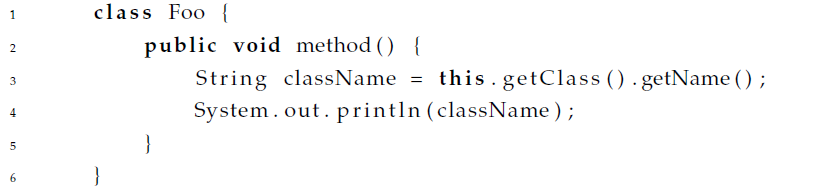 1 class Foo {
2 public void method() {
3 String className = this.getClass().getName();
4 System.out.println(className);
5 }
6 }